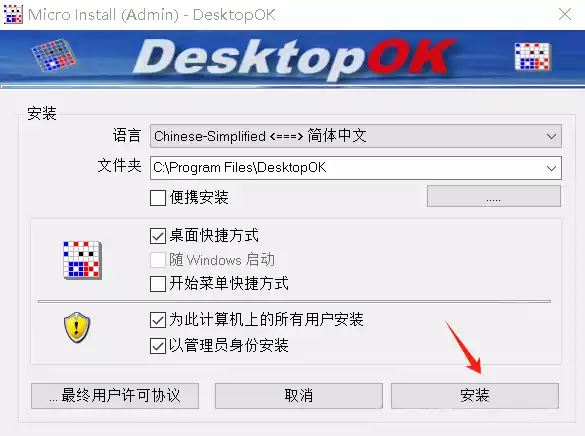 Micro Install (Admin) - DesktopOK
DesktopOK
安装
语言 Chinese-Simplified <===> 简体中文
文件夹 C:\Program Files\DesktopOK
便携安装 .....
桌面快捷方式
随 Windows 启动
开始菜单快捷方式
为此计算机上的所有用户安装
以管理员身份安装
... 最终用户许可协议 取消 安装